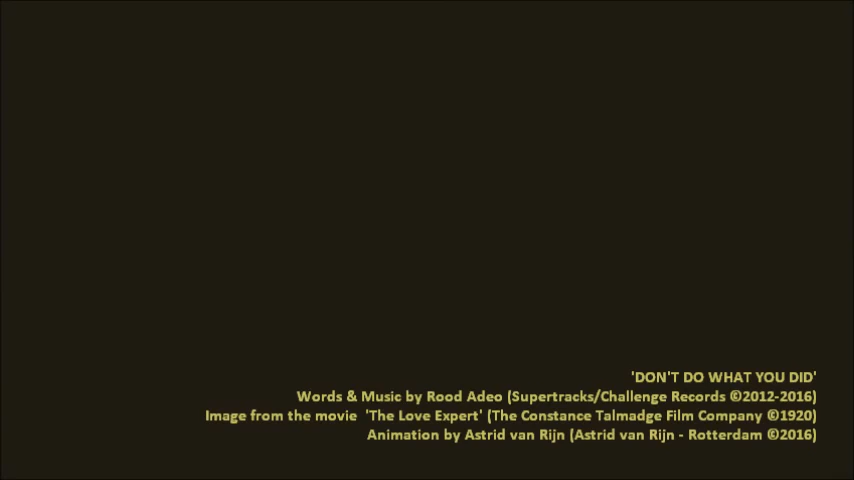 'DON'T DO WHAT YOU DID'
Words & Music by Rood Adeo (Supertracks/Challenge Records ©2012-2016)
Image from the movie  'The Love Expert' (The Constance Talmadge Film Company ©1920)
Animation by Astrid van Rijn (Astrid van Rijn - Rotterdam ©2016)